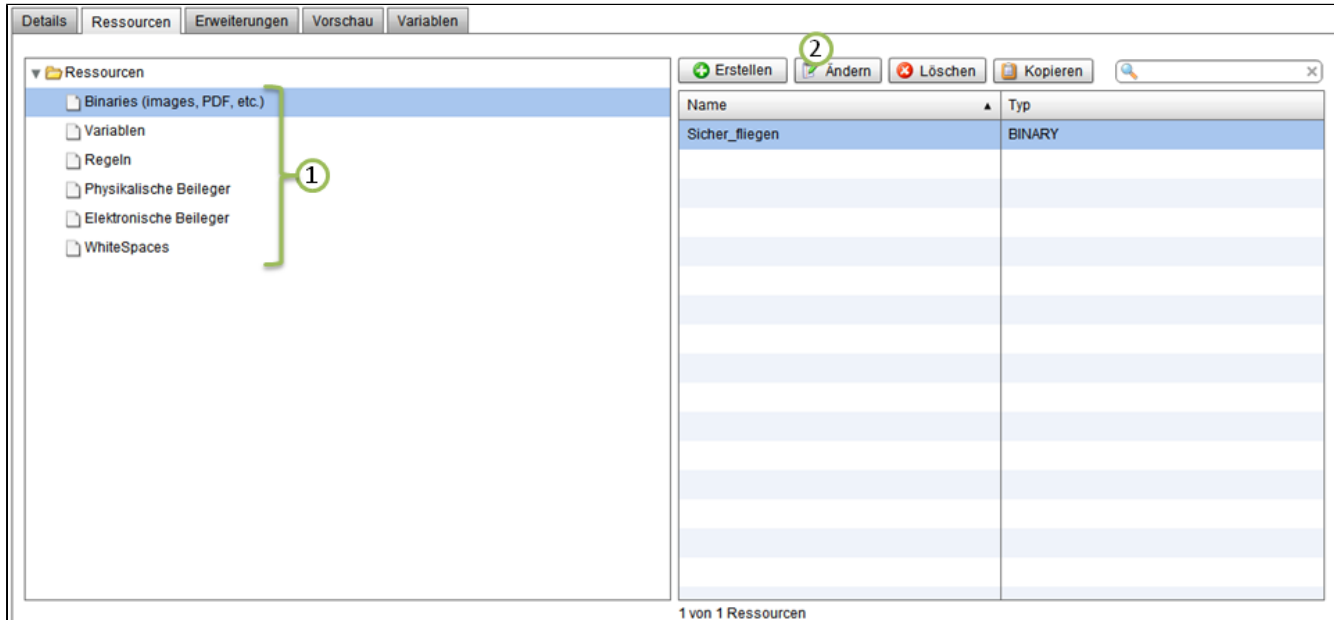 Details Ressourcen Erweiterungen Vorschau Variablen
Ressourcen
Binaries (images, PDF, etc.)
Variablen
Regeln
Physikalische Beileger
Elektronische Beileger
WhiteSpaces
1
2
Erstellen Ändern Löschen Kopieren
Name Typ
Sicher_fliegen BINARY
1 von 1 Ressourcen